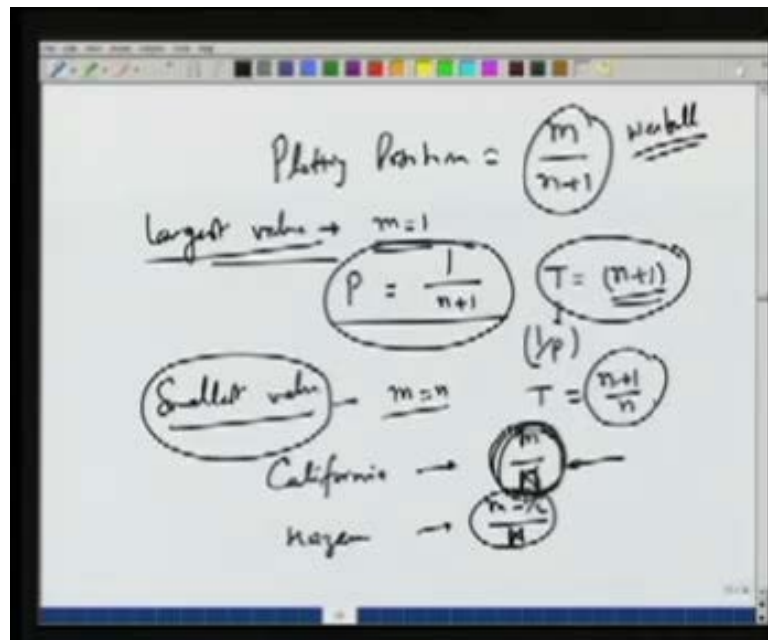 Plotting Position = m/(n+1) Weibull
largest value → m=1
P = 1/(n+1) T = (n+1)
(1/P)
Smallest value – m=n T = (n+1)/n
California → m/N
Hazen → (m-1/2)/N